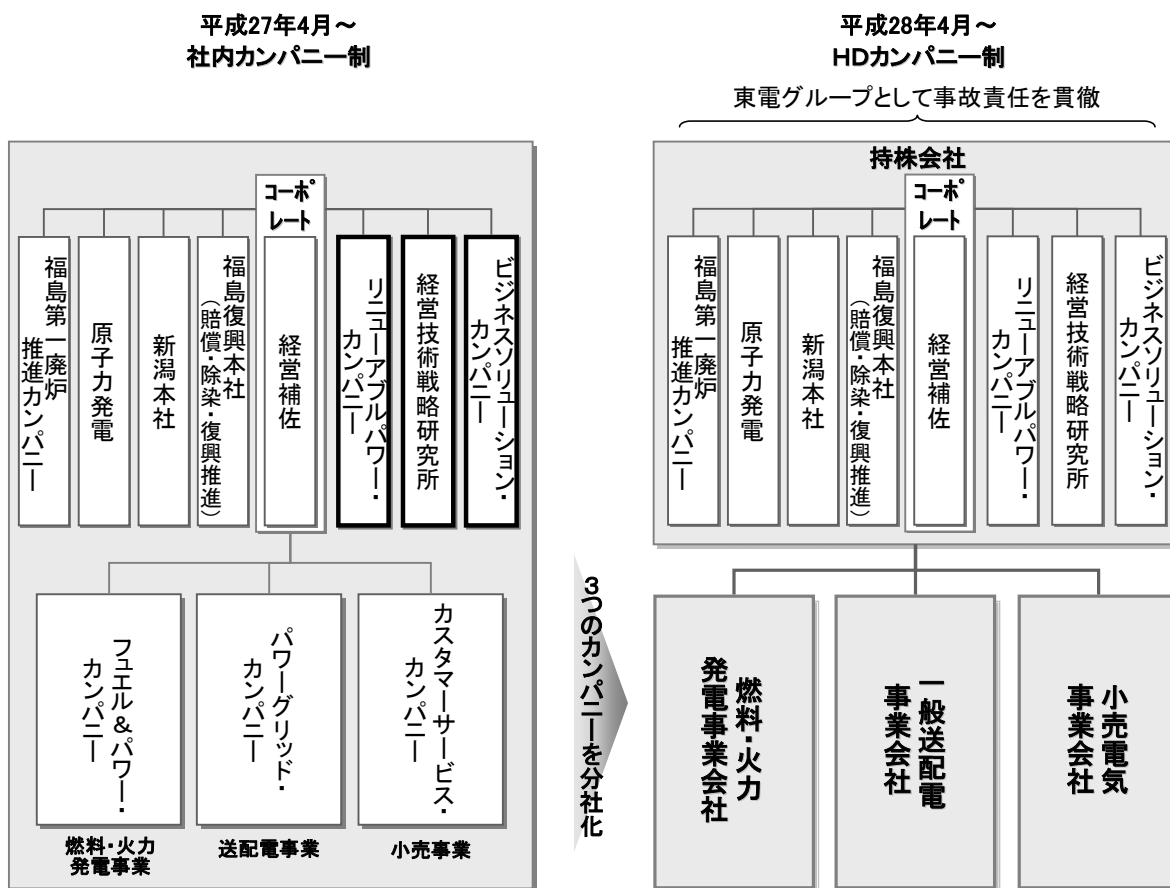 平成27年4月～
社内カンパニー制
コーポ
レート
福島第一廃炉
推進カンパニー
原子力発電
新潟本社
福島復興本社
（賠償・除染・復興推進）
経営補佐
リニューアブルパワー・
カンパニー
経営技術戦略研究所
ビジネスソリューション・
カンパニー
フュエル＆パワー・
カンパニー
パワーグリッド・
カンパニー
カスタマーサービス・
カンパニー
燃料・火力
発電事業
送配電事業
小売事業
3つのカンパニーを分社化
平成28年4月～
HDカンパニー制
東電グループとして事故責任を貫徹
持株会社
コーポ
レート
福島第一廃炉
推進カンパニー
原子力発電
新潟本社
福島復興本社
（賠償・除染・復興推進）
経営補佐
リニューアブルパワー・
カンパニー
経営技術戦略研究所
ビジネスソリューション・
カンパニー
燃料・火力
発電事業会社
一般送配電
事業会社
小売電気
事業会社